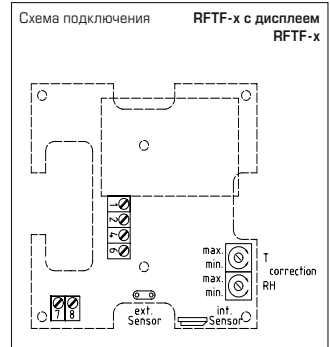 Схема подключения RFTF-x с дисплеем
RFTF-x
1
2
4
6
max.
min.
T
correction
max.
min.
RH
7 8
ext.
Sensor
int.
Sensor